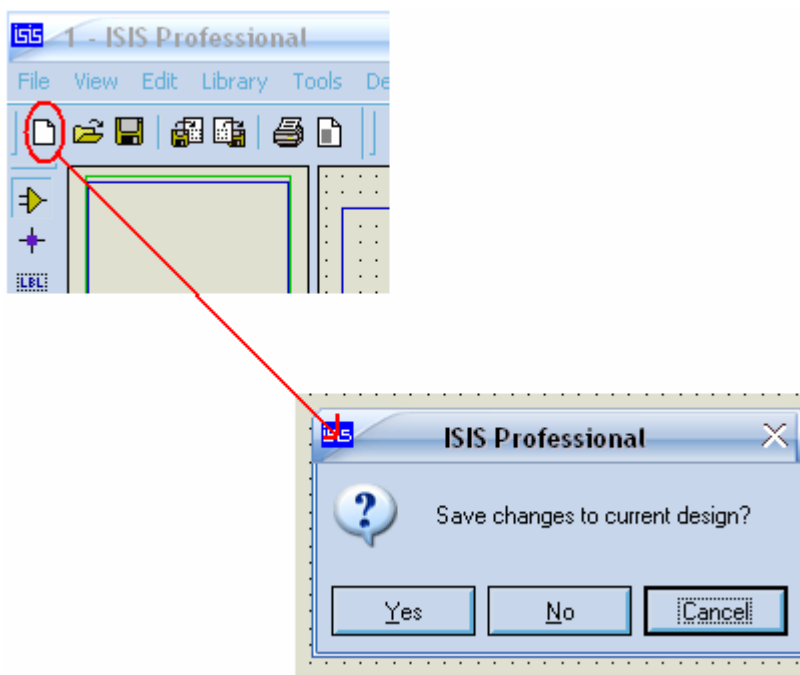 isis 1 - ISIS Professional
File View Edit Library Tools De
LBL
isis ISIS Professional
Save changes to current design?
Yes No Cancel